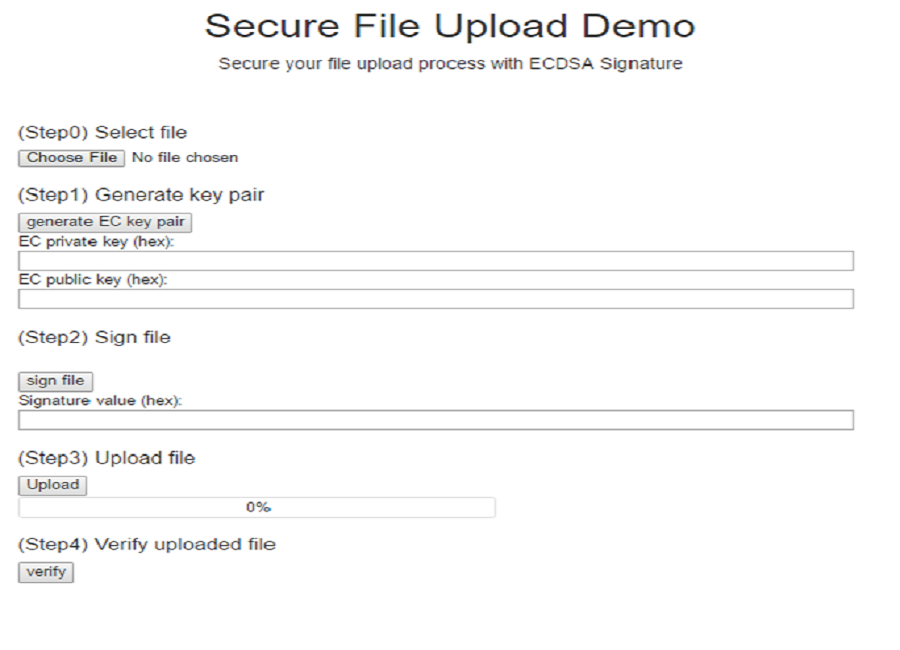 Secure File Upload Demo
Secure your file upload process with ECDSA Signature
(Step0) Select file
Choose File No file chosen
(Step1) Generate key pair
generate EC key pair
EC private key (hex):
EC public key (hex):
(Step2) Sign file
sign file
Signature value (hex):
(Step3) Upload file
Upload
0%
(Step4) Verify uploaded file
verify